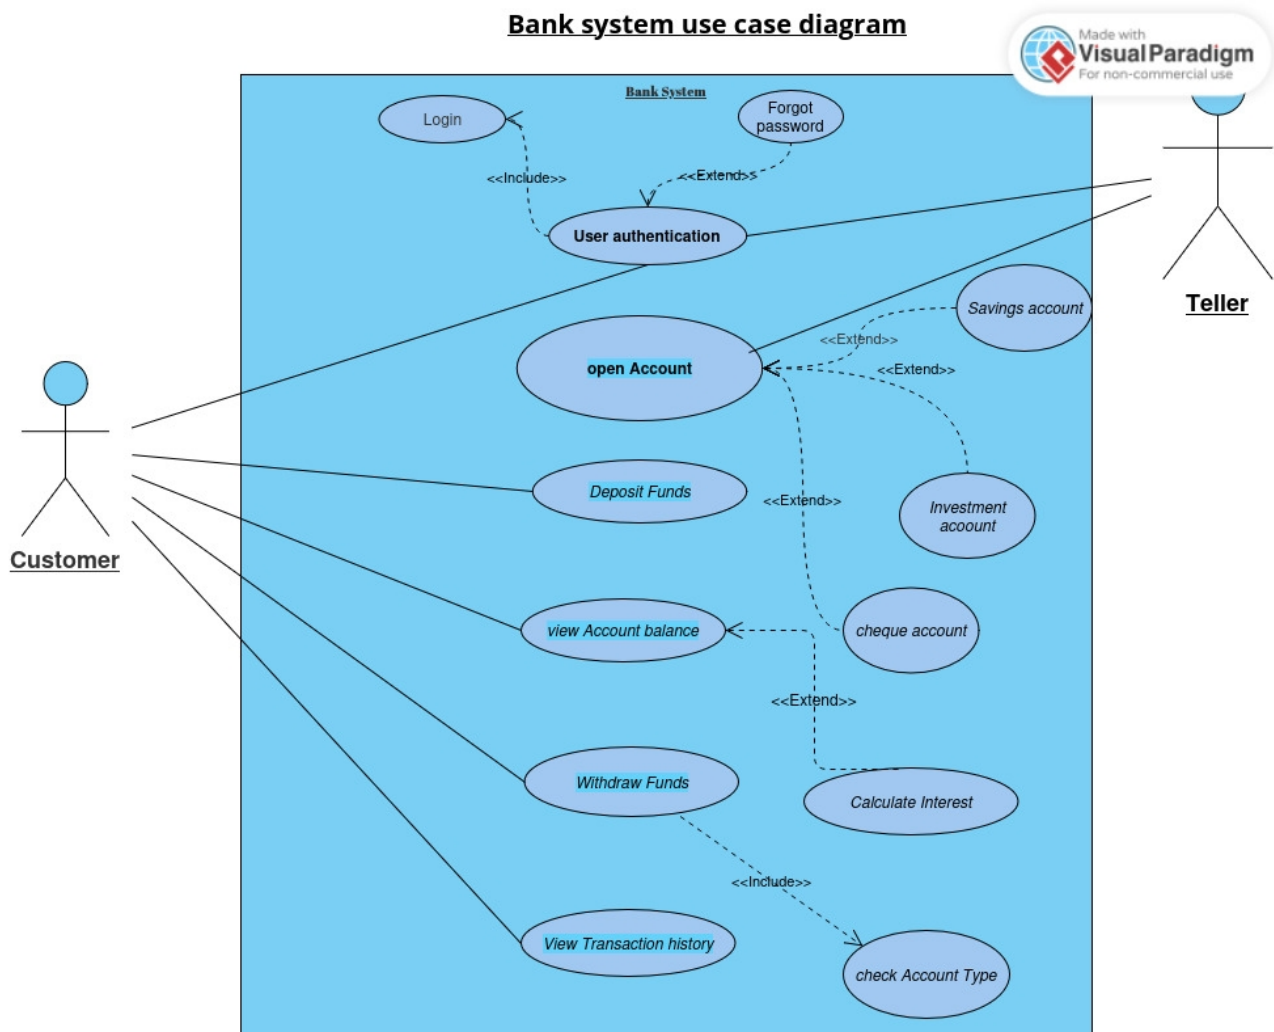 Bank system use case diagram
Made with
Visual Paradigm
For non-commercial use
Bank System
Login
Forgot
password
<<Include>>
<<Extend>>
User authentication
Teller
Savings account
<<Extend>>
open Account
<<Extend>>
Customer
Deposit Funds
<<Extend>>
Investment
acoount
view Account balance
cheque account
<<Extend>>
Withdraw Funds
Calculate Interest
<<Include>>
View Transaction history
check Account Type